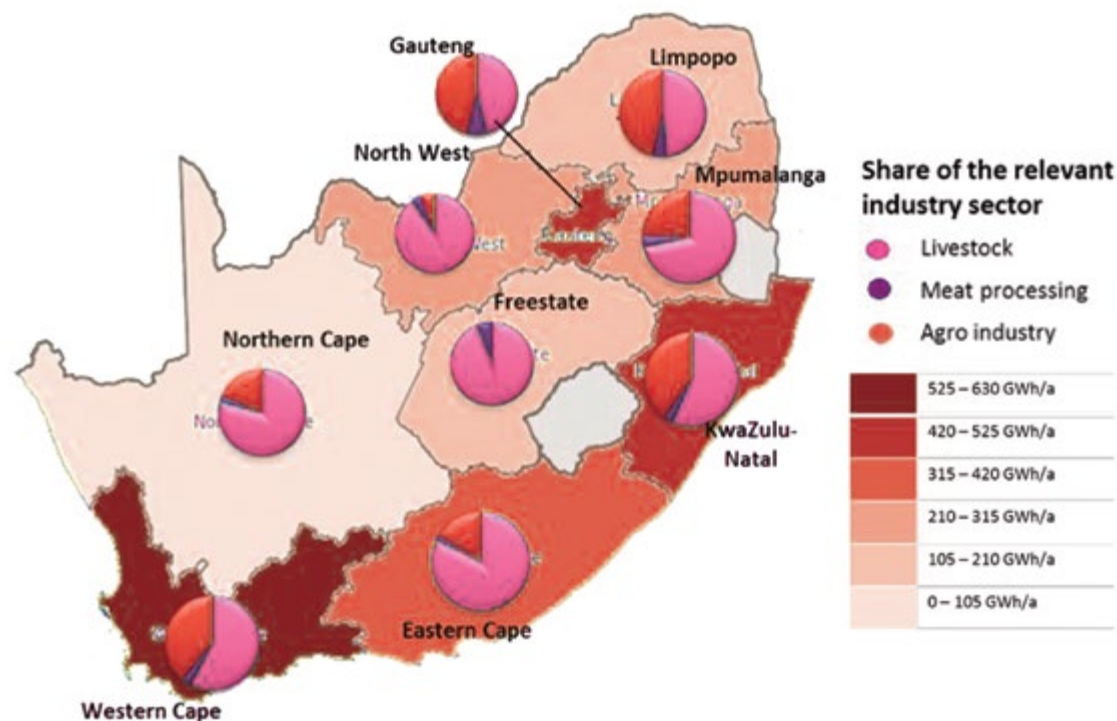 Gauteng
Limpopo
North West
Mpumalanga
Freestate
Northern Cape
KwaZulu-
Natal
Eastern Cape
Western Cape
Share of the relevant
industry sector
Livestock
Meat processing
Agro industry
525 – 630 GWh/a
420 – 525 GWh/a
315 – 420 GWh/a
210 – 315 GWh/a
105 – 210 GWh/a
0 – 105 GWh/a